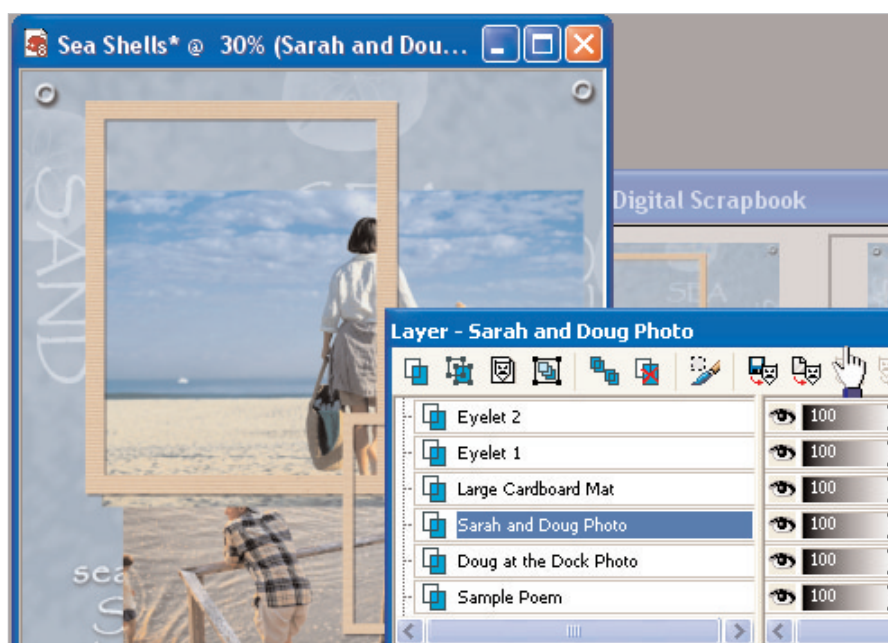 Sea Shells* @ 30% (Sarah and Dou...
SAND
Digital Scrapbook
SEA
Layer - Sarah and Doug Photo
Eyelet 2 100
Eyelet 1 100
Large Cardboard Mat 100
Sarah and Doug Photo 100
Doug at the Dock Photo 100
Sample Poem 100
sea